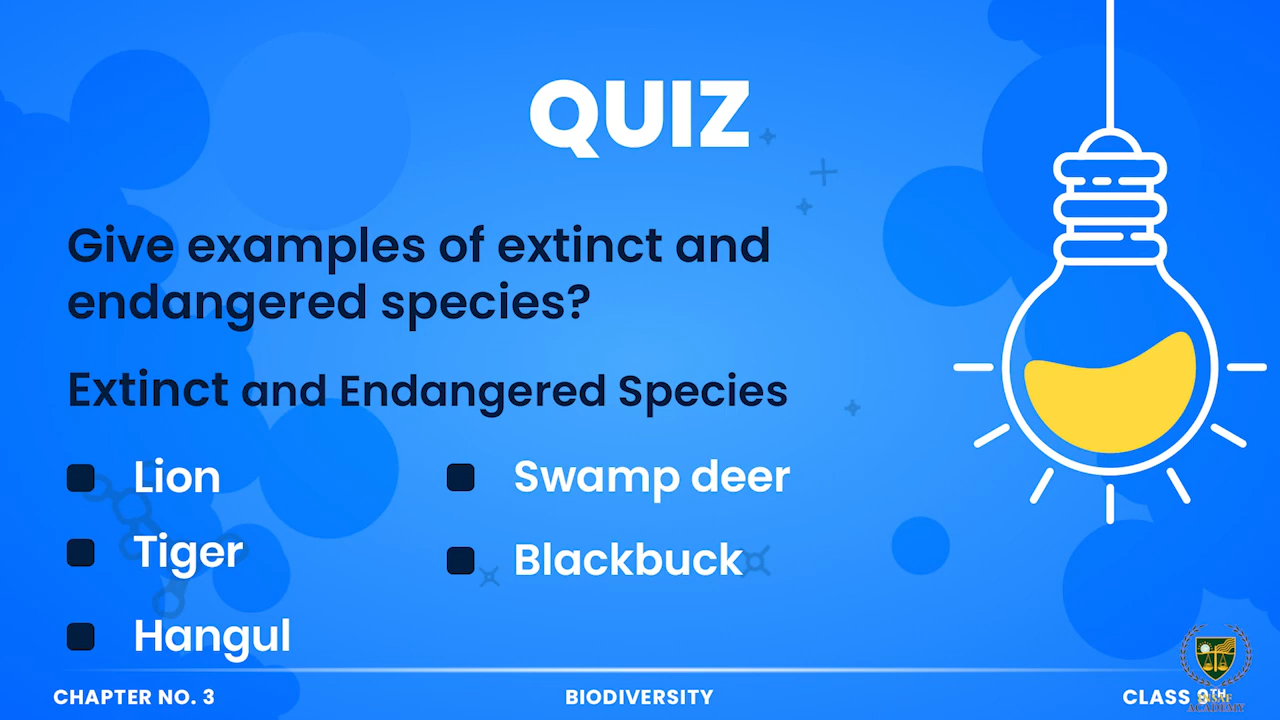 QUIZ
Give examples of extinct and
endangered species?
Extinct and Endangered Species
Lion
Tiger
Hangul
Swamp deer
Blackbuck
CHAPTER NO. 3
BIODIVERSITY
CLASS 9TH
ACADEMY